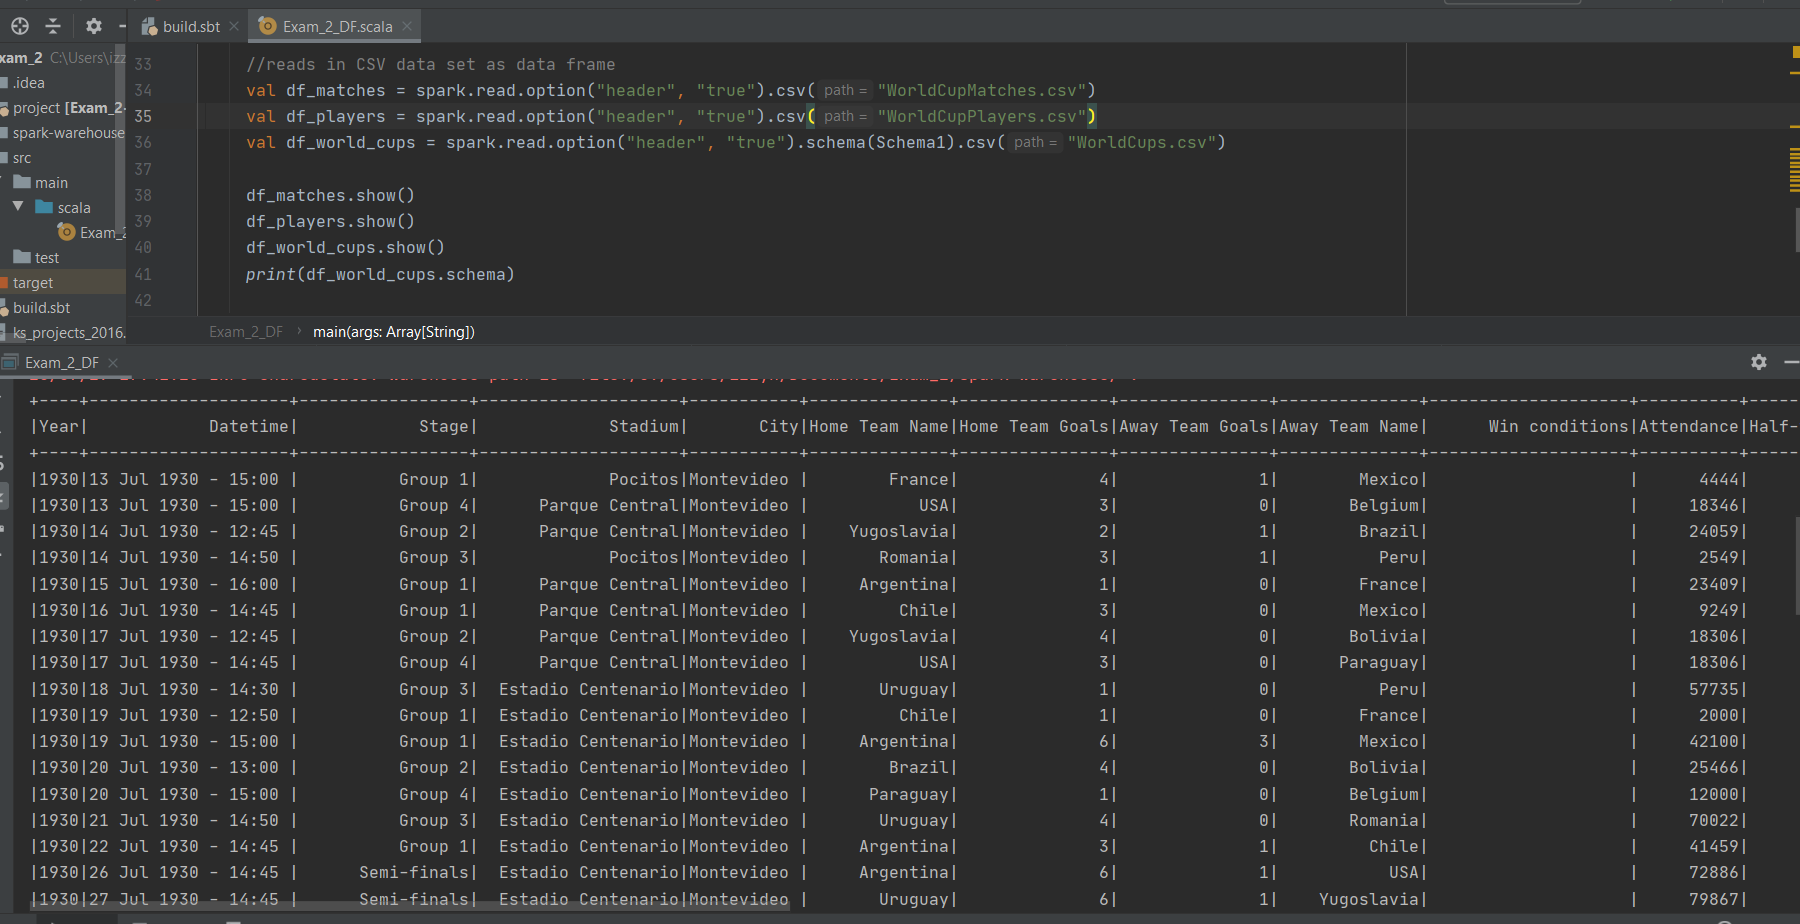 build.sbt
Exam_2_DF.scala
xam_2 C:\Users\izz
.idea
project [Exam_2-
spark-warehouse
src
main
scala
Exam_2
test
target
build.sbt
ks_projects_2016.
33 //reads in CSV data set as data frame
34 val df_matches = spark.read.option("header", "true").csv( path = "WorldCupMatches.csv")
35 val df_players = spark.read.option("header", "true").csv( path = "WorldCupPlayers.csv")
36 val df_world_cups = spark.read.option("header", "true").schema(Schema1).csv( path = "WorldCups.csv")
37
38 df_matches.show()
39 df_players.show()
40 df_world_cups.show()
41 print(df_world_cups.schema)
42
Exam_2_DF › main(args: Array[String])
Exam_2_DF
+----+--------------------+-----------------+--------------------+-----------+--------------+---------------+---------------+--------------+--------------------+----------+-----
|Year|            Datetime|            Stage|             Stadium|       City|Home Team Name|Home Team Goals|Away Team Goals|Away Team Name|      Win conditions|Attendance|Half-
+----+--------------------+-----------------+--------------------+-----------+--------------+---------------+---------------+--------------+--------------------+----------+-----
|1930|13 Jul 1930 - 15:00 |          Group 1|             Pocitos|Montevideo |        France|              4|              1|        Mexico|                    |      4444|
|1930|13 Jul 1930 - 15:00 |          Group 4|      Parque Central|Montevideo |           USA|              3|              0|       Belgium|                    |     18346|
|1930|14 Jul 1930 - 12:45 |          Group 2|      Parque Central|Montevideo |    Yugoslavia|              2|              1|        Brazil|                    |     24059|
|1930|14 Jul 1930 - 14:50 |          Group 3|             Pocitos|Montevideo |       Romania|              3|              1|          Peru|                    |      2549|
|1930|15 Jul 1930 - 16:00 |          Group 1|      Parque Central|Montevideo |     Argentina|              1|              0|        France|                    |     23409|
|1930|16 Jul 1930 - 14:45 |          Group 1|      Parque Central|Montevideo |         Chile|              3|              0|        Mexico|                    |      9249|
|1930|17 Jul 1930 - 12:45 |          Group 2|      Parque Central|Montevideo |    Yugoslavia|              4|              0|       Bolivia|                    |     18306|
|1930|17 Jul 1930 - 14:45 |          Group 4|      Parque Central|Montevideo |           USA|              3|              0|      Paraguay|                    |     18306|
|1930|18 Jul 1930 - 14:30 |          Group 3|  Estadio Centenario|Montevideo |       Uruguay|              1|              0|          Peru|                    |     57735|
|1930|19 Jul 1930 - 12:50 |          Group 1|  Estadio Centenario|Montevideo |         Chile|              1|              0|        France|                    |      2000|
|1930|19 Jul 1930 - 15:00 |          Group 1|  Estadio Centenario|Montevideo |     Argentina|              6|              3|        Mexico|                    |     42100|
|1930|20 Jul 1930 - 13:00 |          Group 2|  Estadio Centenario|Montevideo |        Brazil|              4|              0|       Bolivia|                    |     25466|
|1930|20 Jul 1930 - 15:00 |          Group 4|  Estadio Centenario|Montevideo |      Paraguay|              1|              0|       Belgium|                    |     12000|
|1930|21 Jul 1930 - 14:50 |          Group 3|  Estadio Centenario|Montevideo |       Uruguay|              4|              0|       Romania|                    |     70022|
|1930|22 Jul 1930 - 14:45 |          Group 1|  Estadio Centenario|Montevideo |     Argentina|              3|              1|         Chile|                    |     41459|
|1930|26 Jul 1930 - 14:45 |      Semi-finals|  Estadio Centenario|Montevideo |     Argentina|              6|              1|           USA|                    |     72886|
|1930|27 Jul 1930 - 14:45 |      Semi-finals|  Estadio Centenario|Montevideo |       Uruguay|              6|              1|    Yugoslavia|                    |     79867|